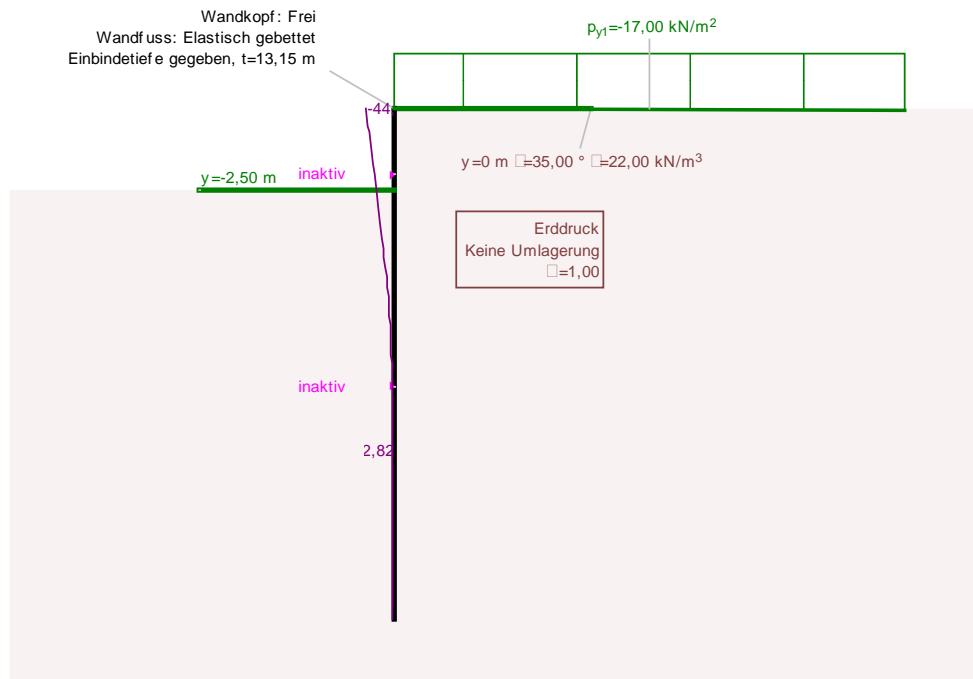 Wandkopf: Frei
Wandfuss: Elastisch gebettet
Einbindetiefe gegeben, t=13,15 m
p_y1=-17,00 kN/m²
-44
y=0 m □=35,00 ° □=22,00 kN/m³
inaktiv
y=-2,50 m
Erddruck
Keine Umlagerung
□=1,00
inaktiv
2,82